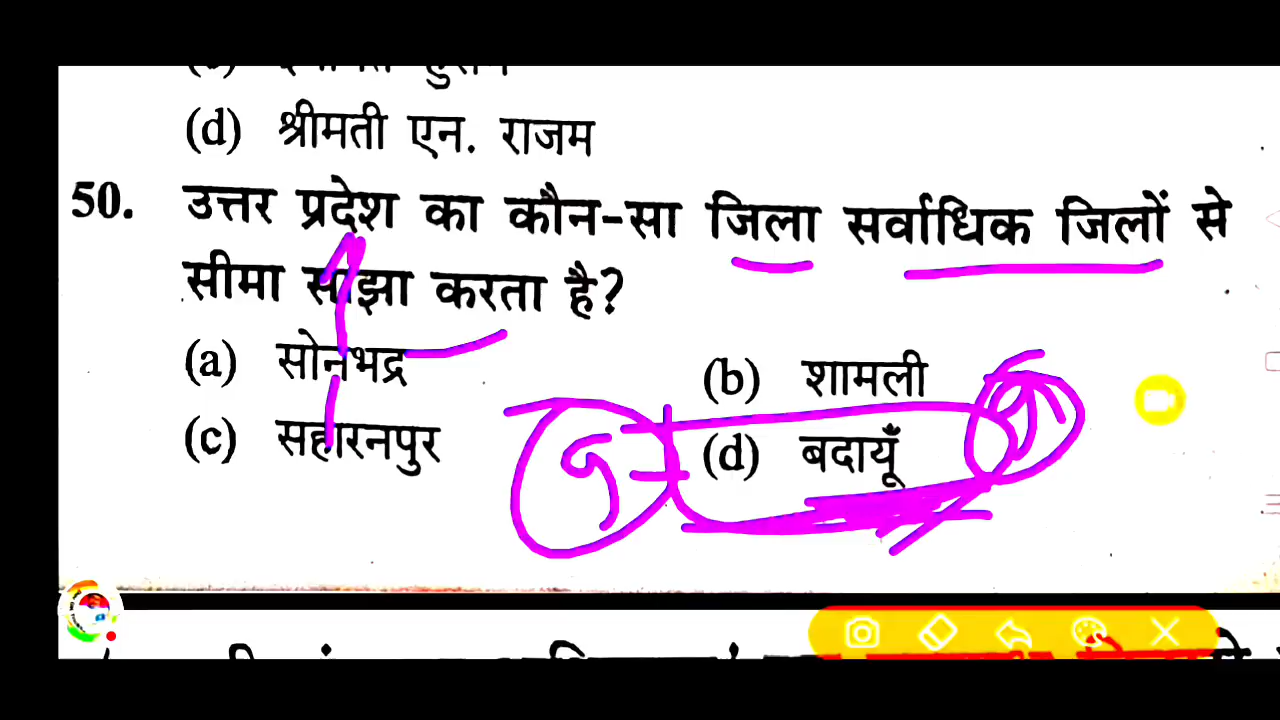 (d) श्रीमती एन. राजम
50. उत्तर प्रदेश का कौन-सा जिला सर्वाधिक जिलों से
सीमा साझा करता है?
(a) सोनभद्र (b) शामली
(c) सहारनपुर (d) बदायूँ